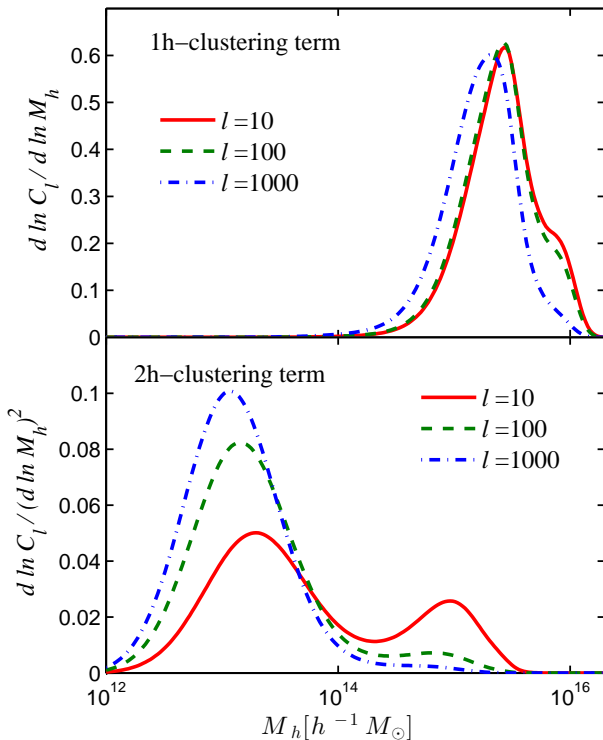 1h−clustering term
l =10
l =100
l =1000
d ln C_l / d ln M_h
0.6
0.5
0.4
0.3
0.2
0.1
0
2h−clustering term
l =10
l =100
l =1000
d ln C_l /(d ln M_h)^2
0.1
0.08
0.06
0.04
0.02
0
10^12
10^14
10^16
M_h[h^−1 M_⊙]